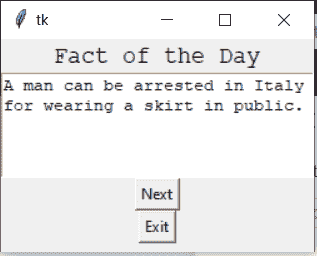 tk
Fact of the Day
A man can be arrested in Italy
for wearing a skirt in public.
Next
Exit